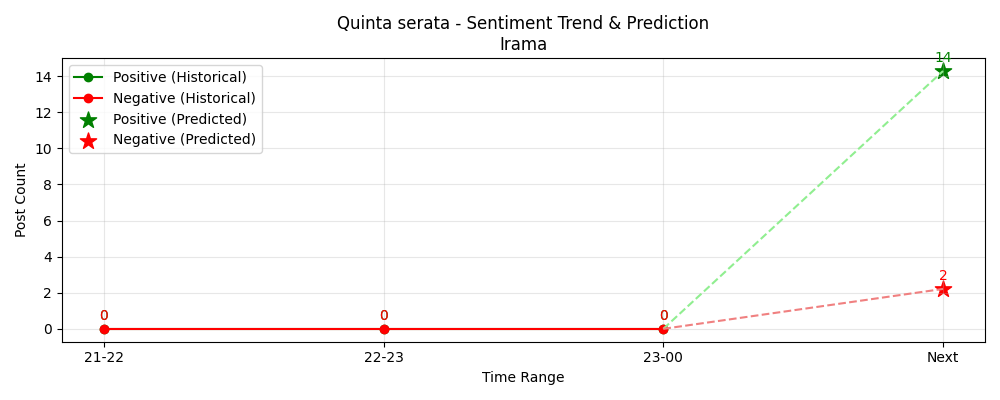 Quinta serata - Sentiment Trend & Prediction
Irama
Positive (Historical)
Negative (Historical)
Positive (Predicted)
Negative (Predicted)
14
12
10
8
6
4
2
0
Post Count
0
0
0
14
2
21-22
22-23
23-00
Next
Time Range